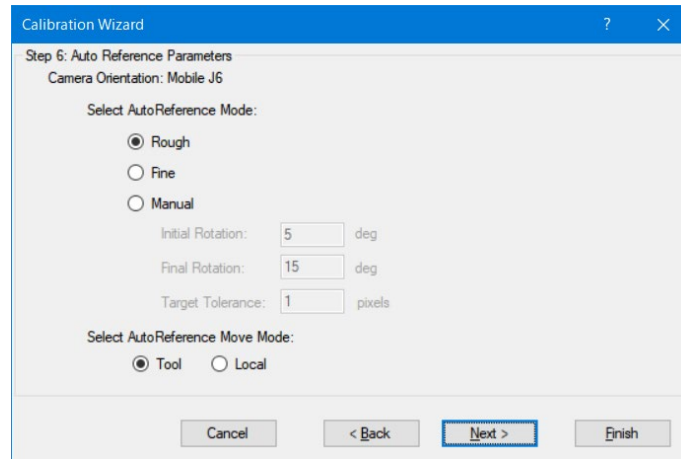 Calibration Wizard ? ×
Step 6: Auto Reference Parameters
Camera Orientation: Mobile J6
Select AutoReference Mode:
Rough
Fine
Manual
Initial Rotation: 5 deg
Final Rotation: 15 deg
Target Tolerance: 1 pixels
Select AutoReference Move Mode:
Tool Local
Cancel < Back Next > Finish